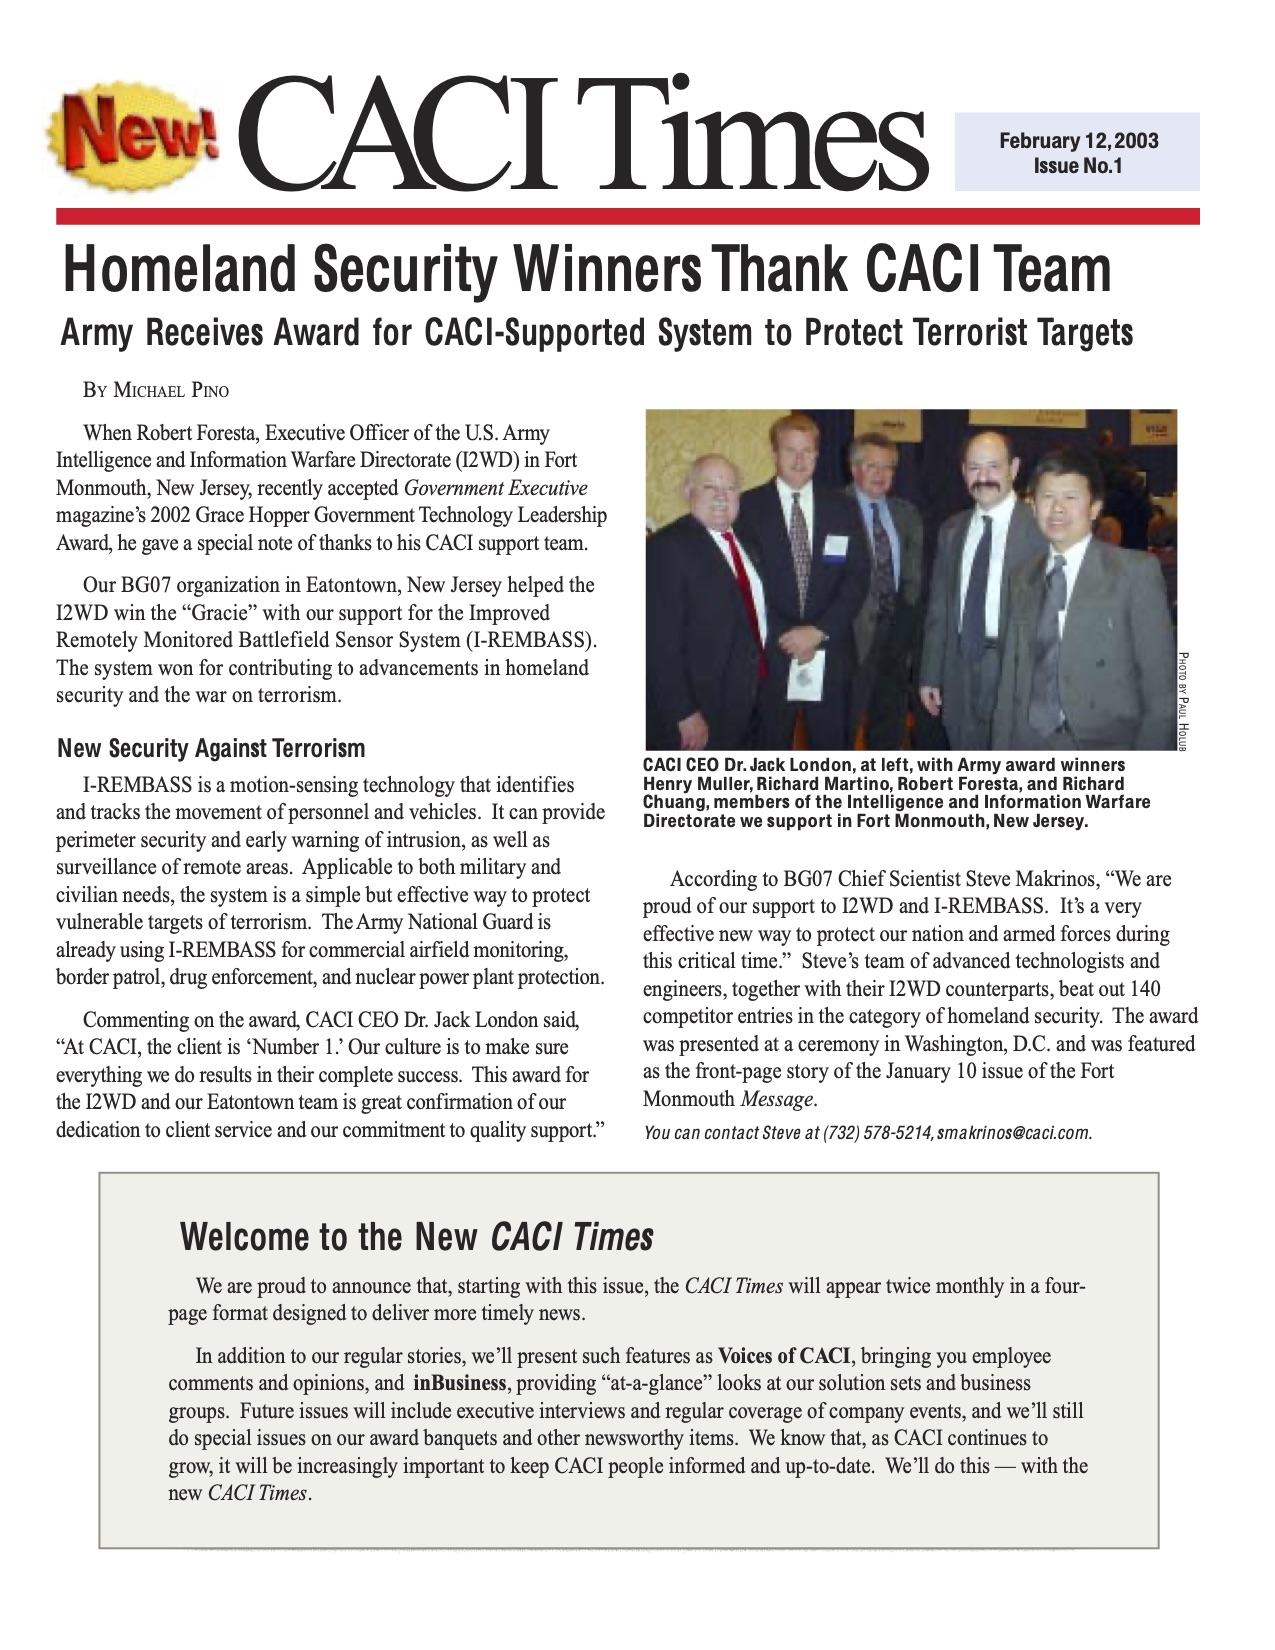 New!
CACI Times
February 12, 2003
Issue No.1
Homeland Security Winners Thank CACI Team
Army Receives Award for CACI-Supported System to Protect Terrorist Targets
BY MICHAEL PINO
When Robert Foresta, Executive Officer of the U.S. Army
Intelligence and Information Warfare Directorate (I2WD) in Fort
Monmouth, New Jersey, recently accepted Government Executive
magazine's 2002 Grace Hopper Government Technology Leadership
Award, he gave a special note of thanks to his CACI support team.
Our BG07 organization in Eatontown, New Jersey helped the
I2WD win the “Gracie” with our support for the Improved
Remotely Monitored Battlefield Sensor System (I-REMBASS).
The system won for contributing to advancements in homeland
security and the war on terrorism.
New Security Against Terrorism
I-REMBASS is a motion-sensing technology that identifies
and tracks the movement of personnel and vehicles. It can provide
perimeter security and early warning of intrusion, as well as
surveillance of remote areas. Applicable to both military and
civilian needs, the system is a simple but effective way to protect
vulnerable targets of terrorism. The Army National Guard is
already using I-REMBASS for commercial airfield monitoring,
border patrol, drug enforcement, and nuclear power plant protection.
Commenting on the award, CACI CEO Dr. Jack London said,
“At CACI, the client is ‘Number 1.’ Our culture is to make sure
everything we do results in their complete success. This award for
the I2WD and our Eatontown team is great confirmation of our
dedication to client service and our commitment to quality support.”
PHOTO BY PAUL HOLUB
CACI CEO Dr. Jack London, at left, with Army award winners
Henry Muller, Richard Martino, Robert Foresta, and Richard
Chuang, members of the Intelligence and Information Warfare
Directorate we support in Fort Monmouth, New Jersey.
According to BG07 Chief Scientist Steve Makrinos, “We are
proud of our support to I2WD and I-REMBASS. It’s a very
effective new way to protect our nation and armed forces during
this critical time.” Steve’s team of advanced technologists and
engineers, together with their I2WD counterparts, beat out 140
competitor entries in the category of homeland security. The award
was presented at a ceremony in Washington, D.C. and was featured
as the front-page story of the January 10 issue of the Fort
Monmouth Message.
You can contact Steve at (732) 578-5214, smakrinos@caci.com.
Welcome to the New CACI Times
We are proud to announce that, starting with this issue, the CACI Times will appear twice monthly in a four-
page format designed to deliver more timely news.
In addition to our regular stories, we’ll present such features as Voices of CACI, bringing you employee
comments and opinions, and inBusiness, providing “at-a-glance” looks at our solution sets and business
groups. Future issues will include executive interviews and regular coverage of company events, and we’ll still
do special issues on our award banquets and other newsworthy items. We know that, as CACI continues to
grow, it will be increasingly important to keep CACI people informed and up-to-date. We’ll do this — with the
new CACI Times.